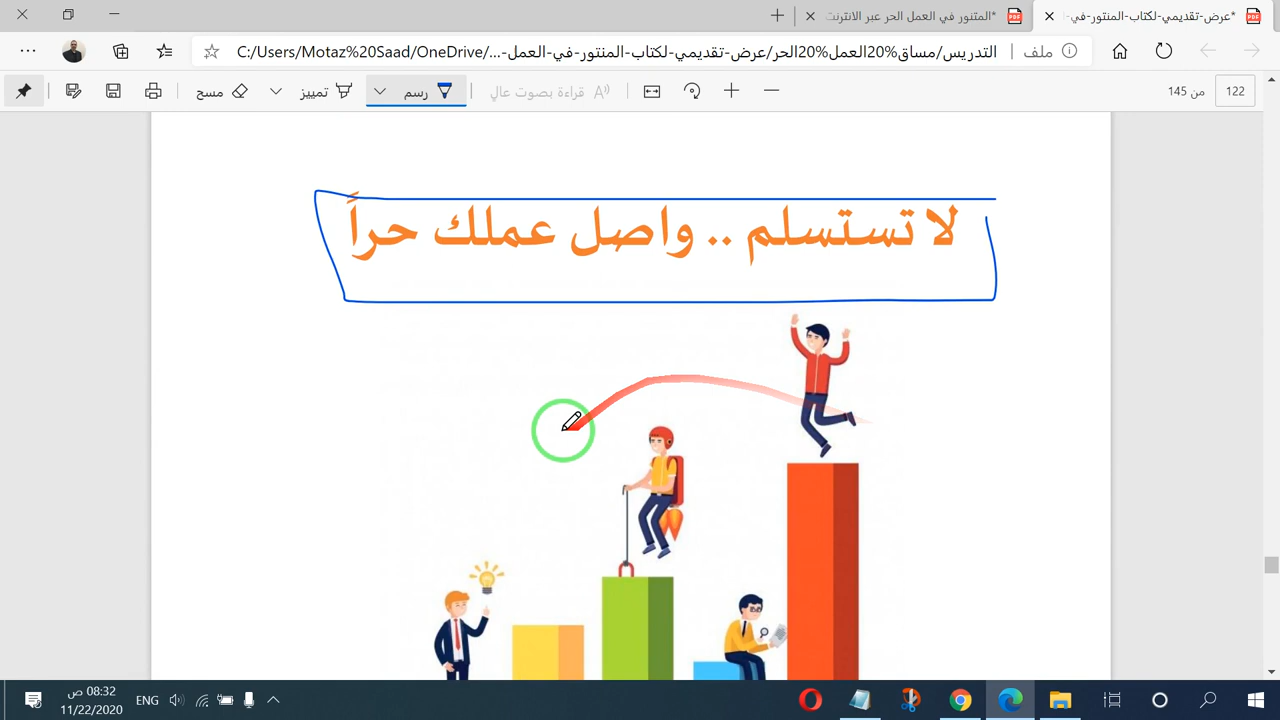 *عرض-تقديمي-لكتاب-المنتور-في-ا
*المتنور في العمل الحر عبر الانترنت
ملف
C:/Users/Motaz%20Saad/OneDrive/التدريس/مساق%20العمل%20الحر/عرض-تقديمي-لكتاب-المنتور-في-العمل-...
122 من 145
قراءة بصوت عالٍ
رسم
تمييز
مسح
لا تستسلم .. واصل عملك حراً
ENG
08:32 ص
11/22/2020